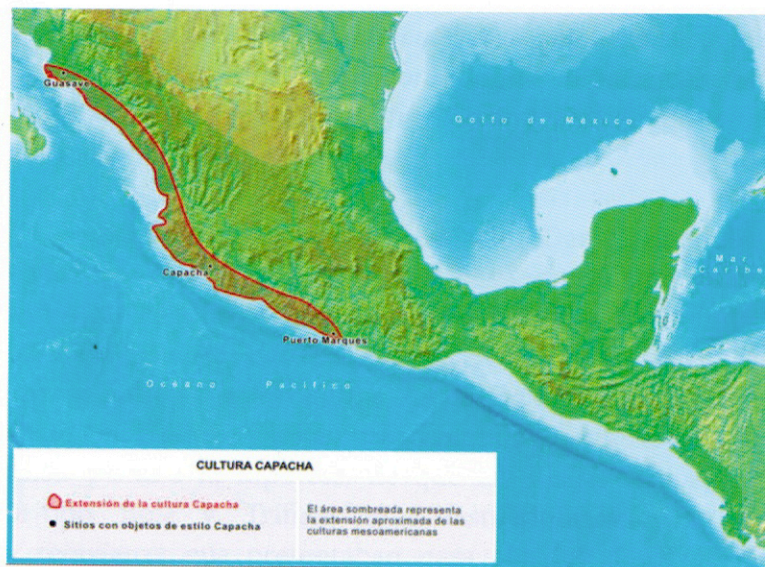 Guasave
Golfo de México
Mar
Caribe
Capacha
Puerto Marqués
Océano Pacífico
CULTURA CAPACHA
Extensión de la cultura Capacha
Sitios con objetos de estilo Capacha
El área sombreada representa
la extensión aproximada de las
culturas mesoamericanas